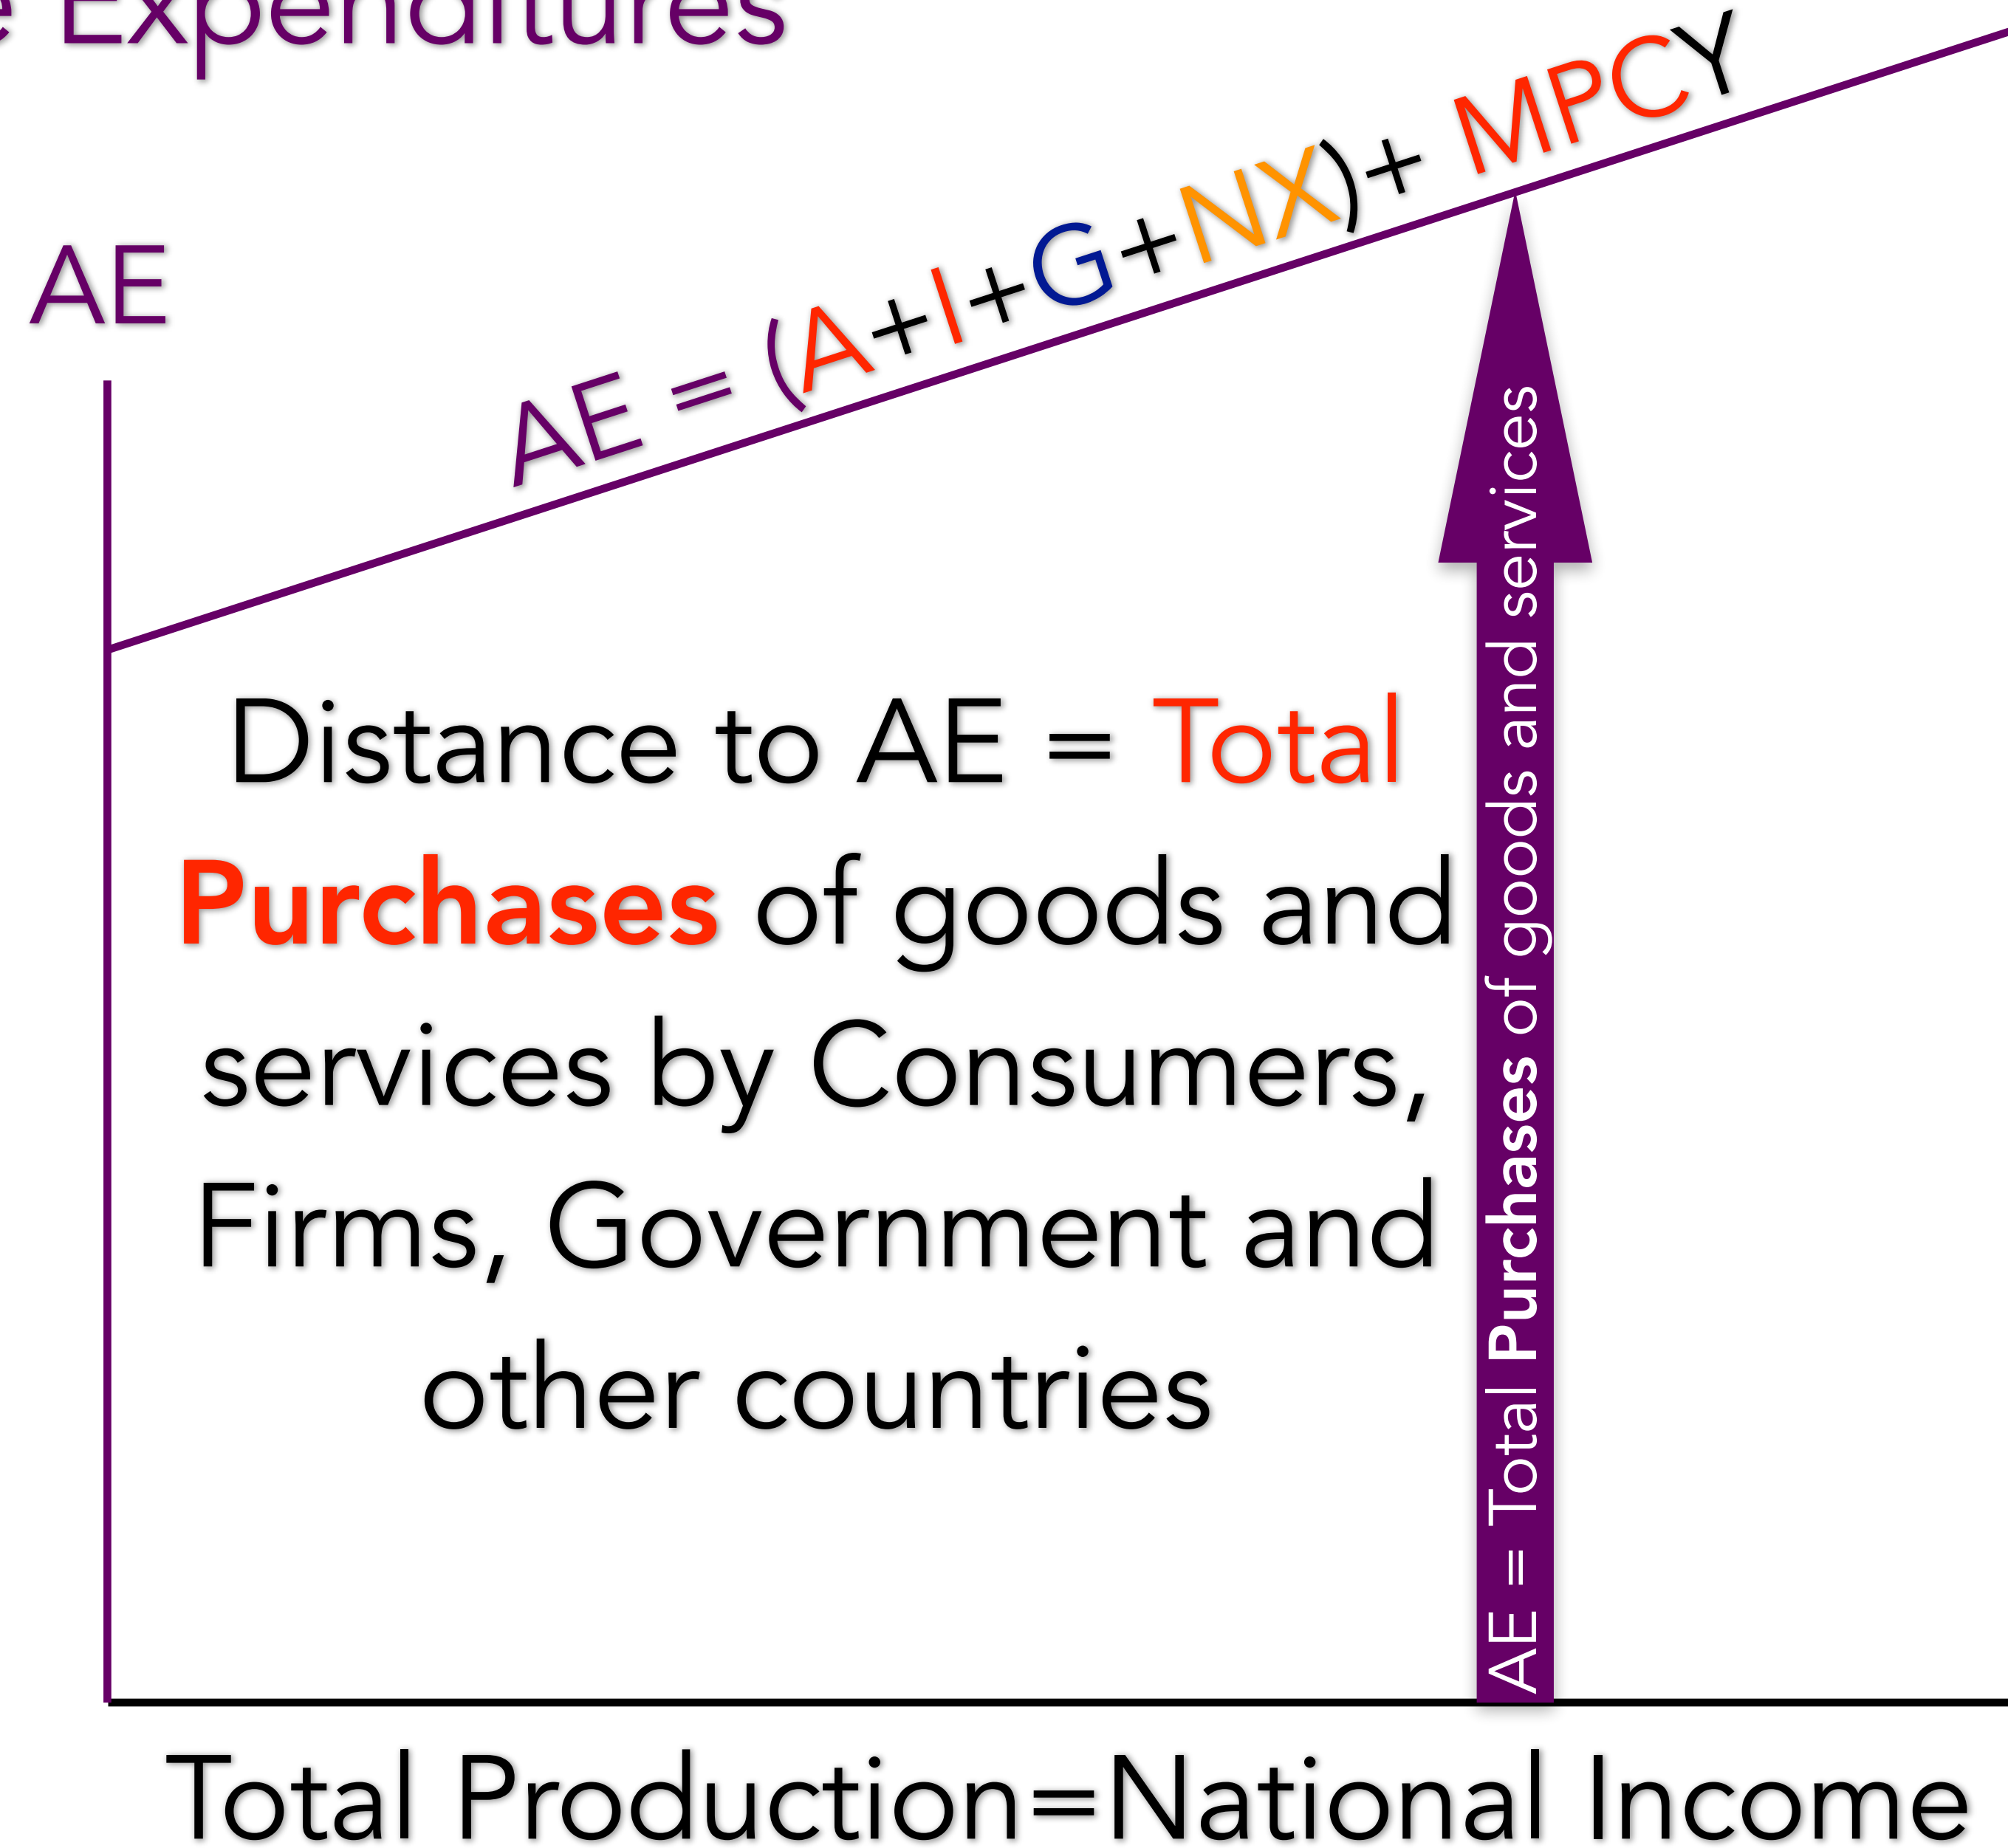 Expenditures
AE
AE = (A+I+G+NX)+ MPCY
Distance to AE = Total
Purchases of goods and
services by Consumers,
Firms, Government and
other countries
AE = Total Purchases of goods and services
Total Production=National Income